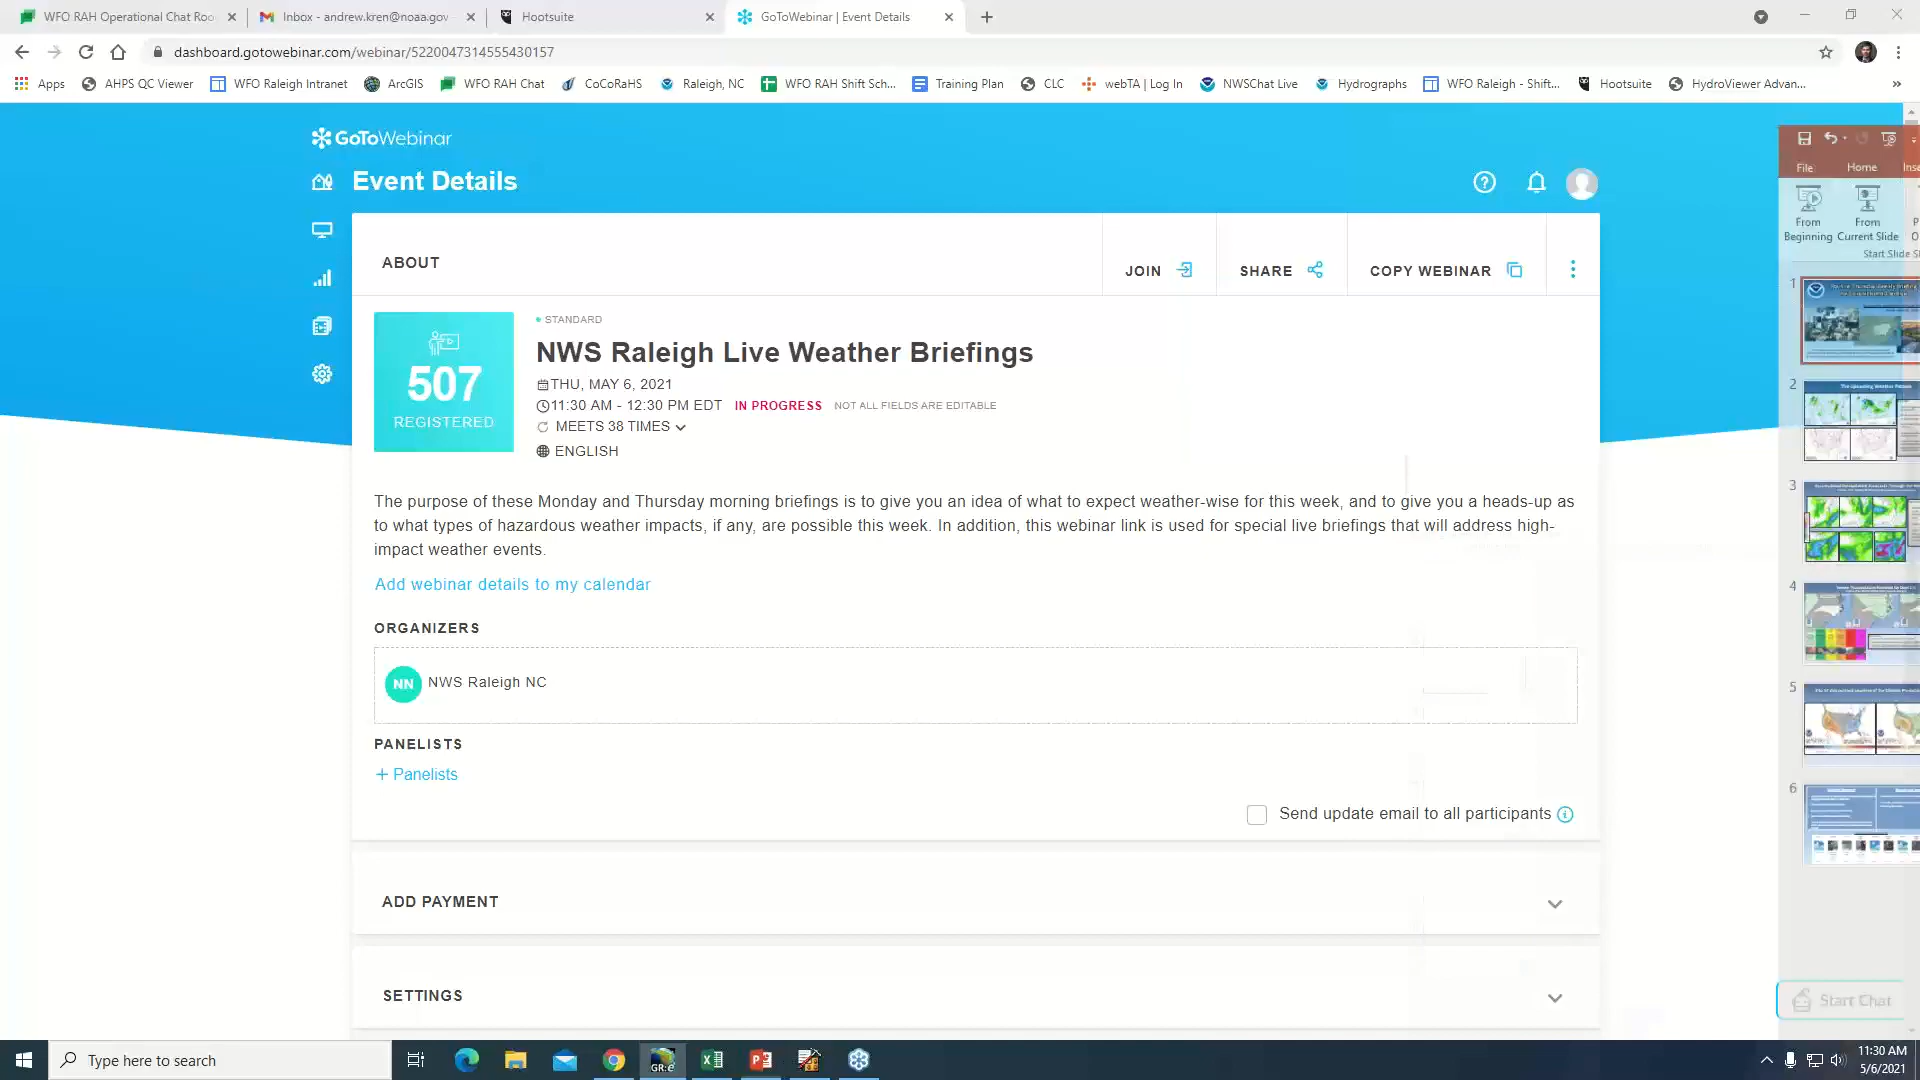 WFO RAH Operational Chat Roo
Inbox - andrew.kren@noaa.gov
Hootsuite
GoToWebinar | Event Details
dashboard.gotowebinar.com/webinar/5220047314555430157
Apps
AHPS QC Viewer
WFO Raleigh Intranet
ArcGIS
WFO RAH Chat
CoCoRaHS
Raleigh, NC
WFO RAH Shift Sch...
Training Plan
CLC
webTA | Log In
NWSChat Live
Hydrographs
WFO Raleigh - Shift...
Hootsuite
HydroViewer Advan...
»
GoToWebinar
Event Details
File
Home
Inse
From
Beginning
From
Current Slide
Start Slide S
ABOUT
JOIN
SHARE
COPY WEBINAR
507
REGISTERED
STANDARD
NWS Raleigh Live Weather Briefings
THU, MAY 6, 2021
11:30 AM - 12:30 PM EDT IN PROGRESS NOT ALL FIELDS ARE EDITABLE
MEETS 38 TIMES
ENGLISH
The purpose of these Monday and Thursday morning briefings is to give you an idea of what to expect weather-wise for this week, and to give you a heads-up as
to what types of hazardous weather impacts, if any, are possible this week. In addition, this webinar link is used for special live briefings that will address high-
impact weather events.
Add webinar details to my calendar
ORGANIZERS
NN NWS Raleigh NC
PANELISTS
+ Panelists
Send update email to all participants
ADD PAYMENT
SETTINGS
1
2
3
4
5
6
Start Chat
Type here to search
GR:e
11:30 AM
5/6/2021